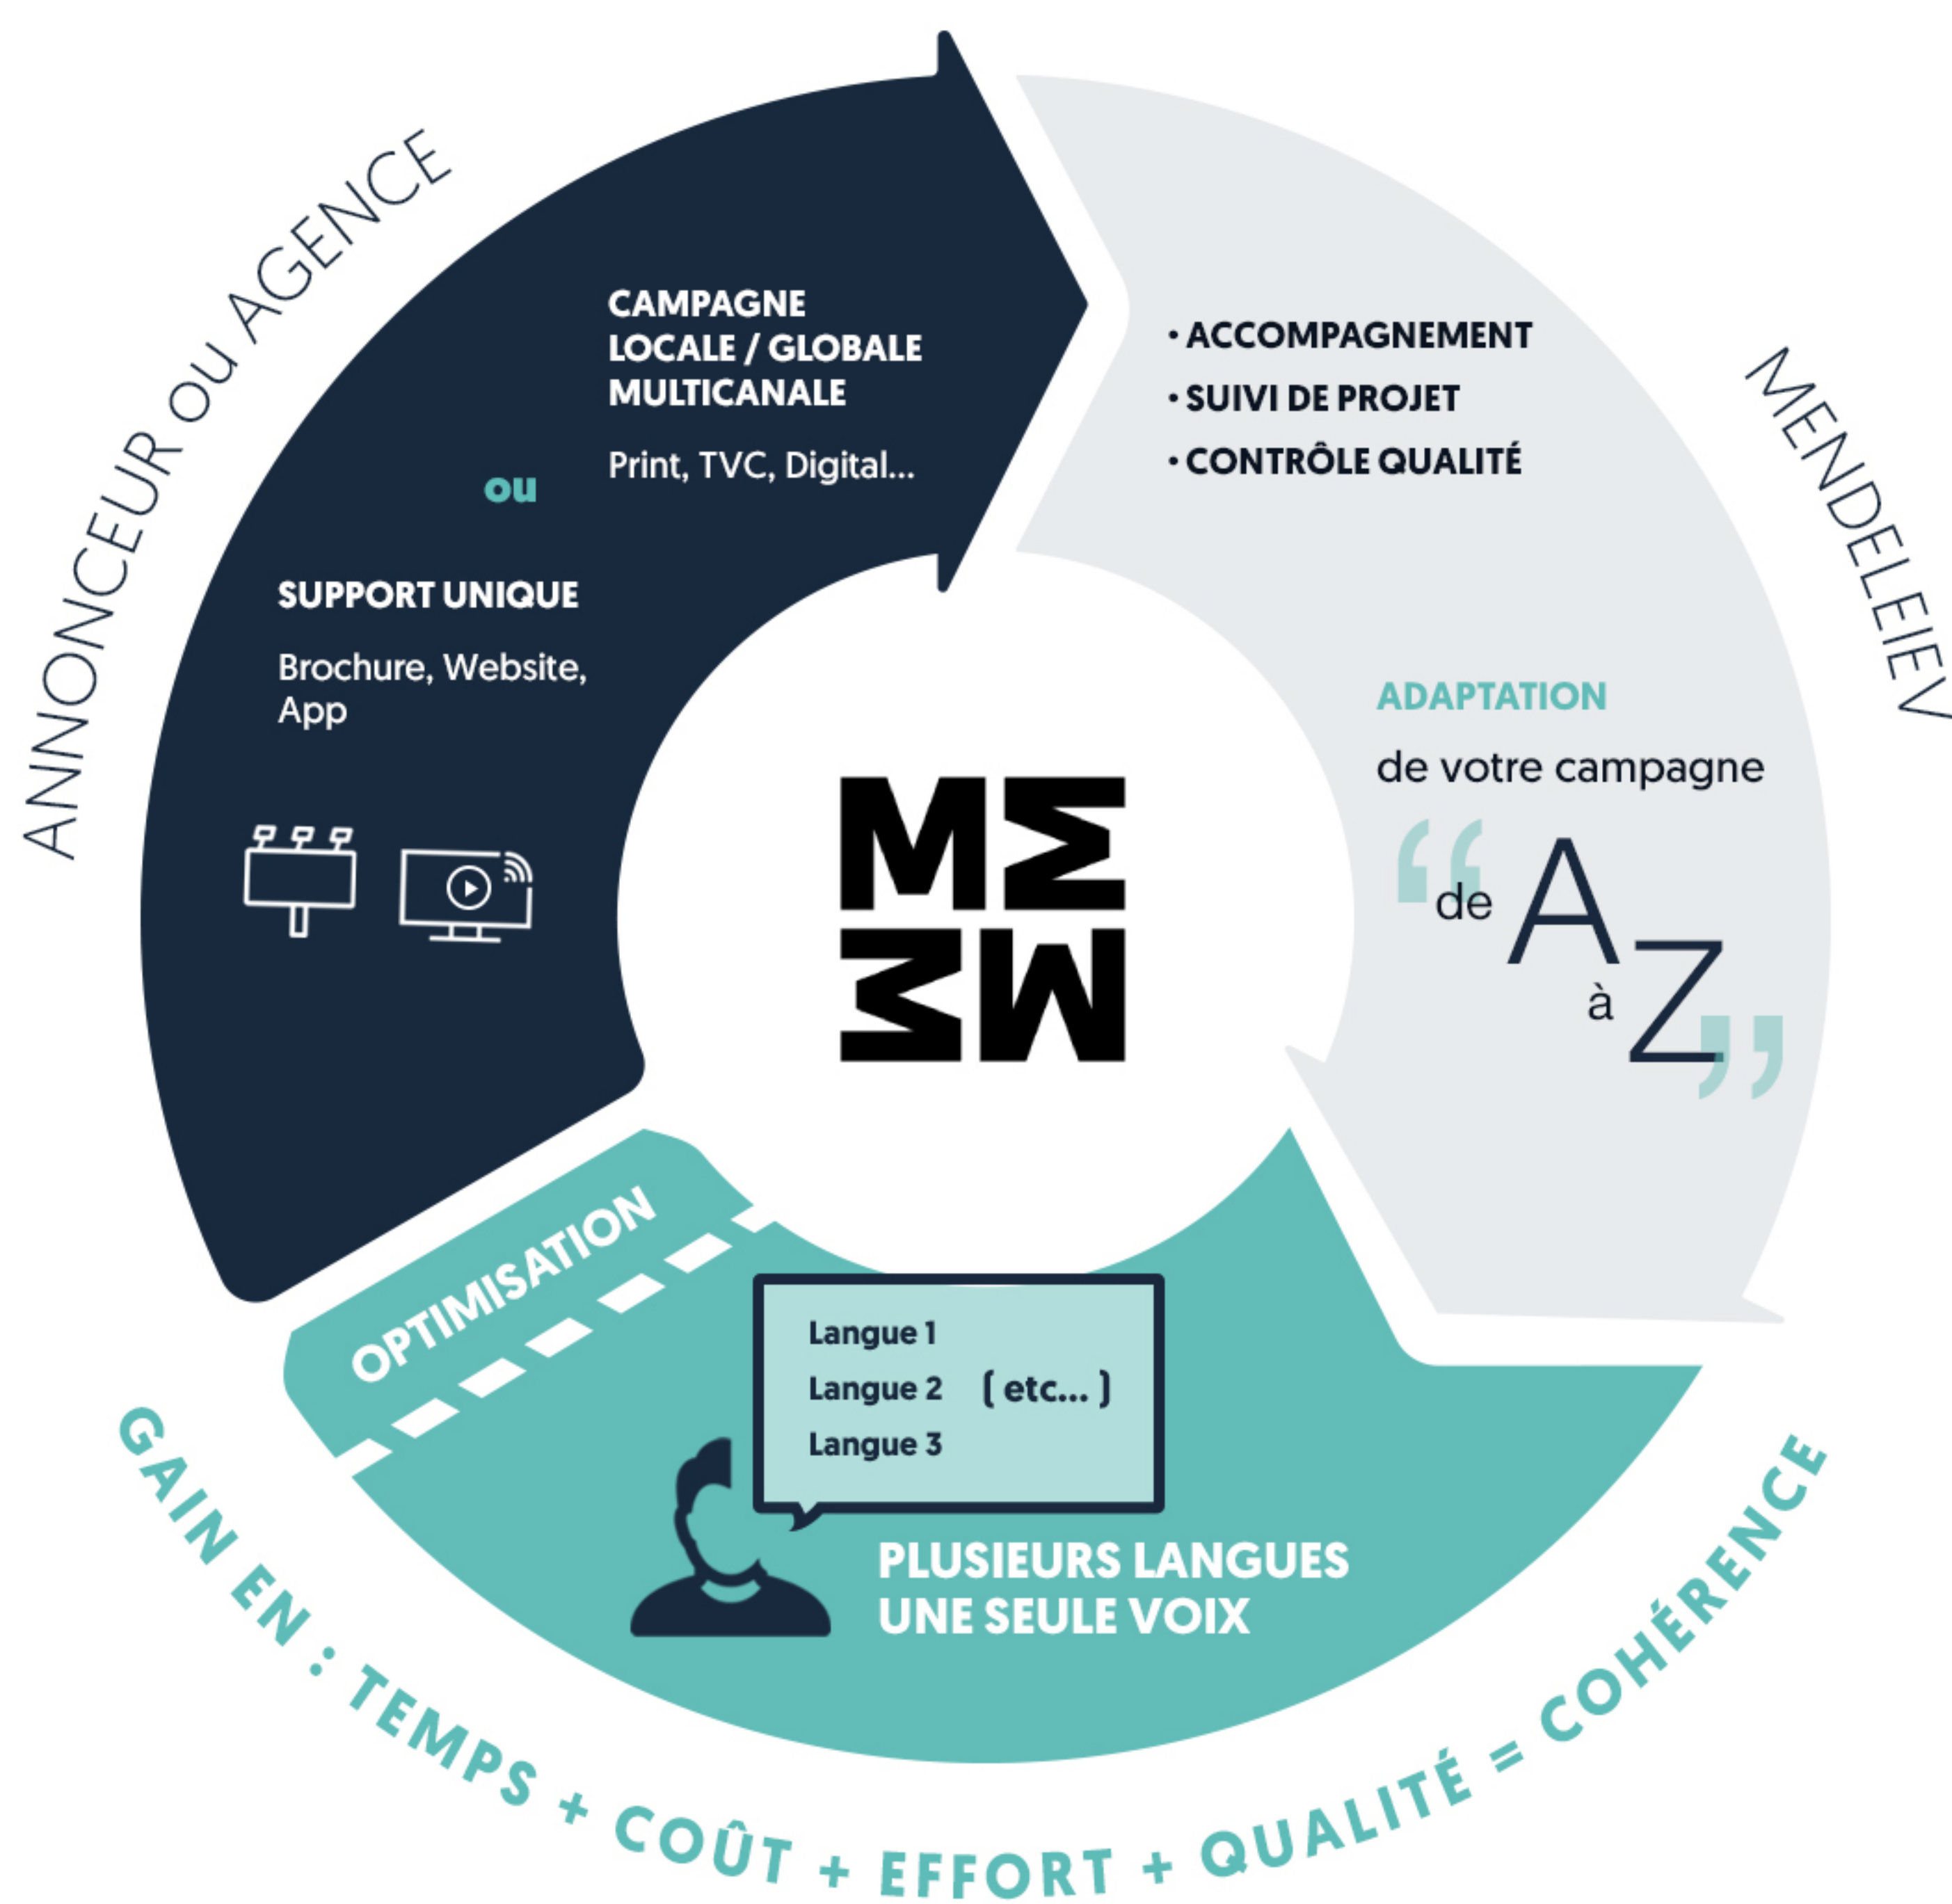 ANNONCEUR OU AGENCE
CAMPAGNE
LOCALE / GLOBALE
MULTICANALE
Print, TVC, Digital...
ou
SUPPORT UNIQUE
Brochure, Website,
App
MENDELEIEV
• ACCOMPAGNEMENT
• SUIVI DE PROJET
• CONTRÔLE QUALITÉ
ADAPTATION
de votre campagne
“de A
à Z”
ME
MM
OPTIMISATION
Langue 1
Langue 2 ( etc... )
Langue 3
PLUSIEURS LANGUES
UNE SEULE VOIX
GAIN EN : TEMPS + COÛT + EFFORT + QUALITÉ = COHÉRENCE